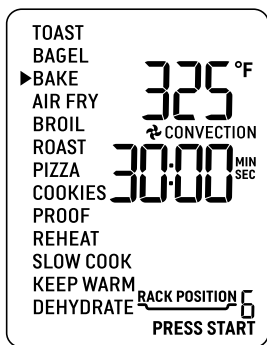 TOAST
BAGEL
BAKE
AIR FRY
BROIL
ROAST
PIZZA
COOKIES
PROOF
REHEAT
SLOW COOK
KEEP WARM
DEHYDRATE
325 °F
CONVECTION
30:00 MIN SEC
RACK POSITION 6
PRESS START